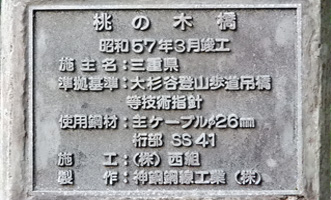 桃の木橋
昭和57年3月竣工
施主:三重県
準拠基準:大杉谷登山歩道吊橋
等技術指針
使用鋼材:主ケーブルφ26mm
桁部 SS41
施工:(株)西組
製作:神鋼鋼線工業(株)